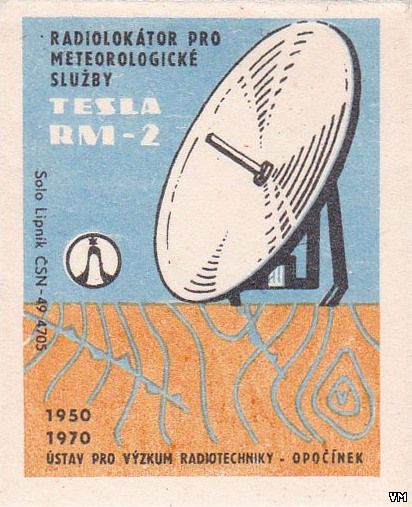 RADIOLOKÁTOR PRO
METEOROLOGICKÉ
SLUŽBY
TESLA
RM-2
Solo Lipník ČSN-49 4705
V
1950
1970
ÚSTAV PRO VÝZKUM RADIOTECHNIKY - OPOČÍNEK
VM